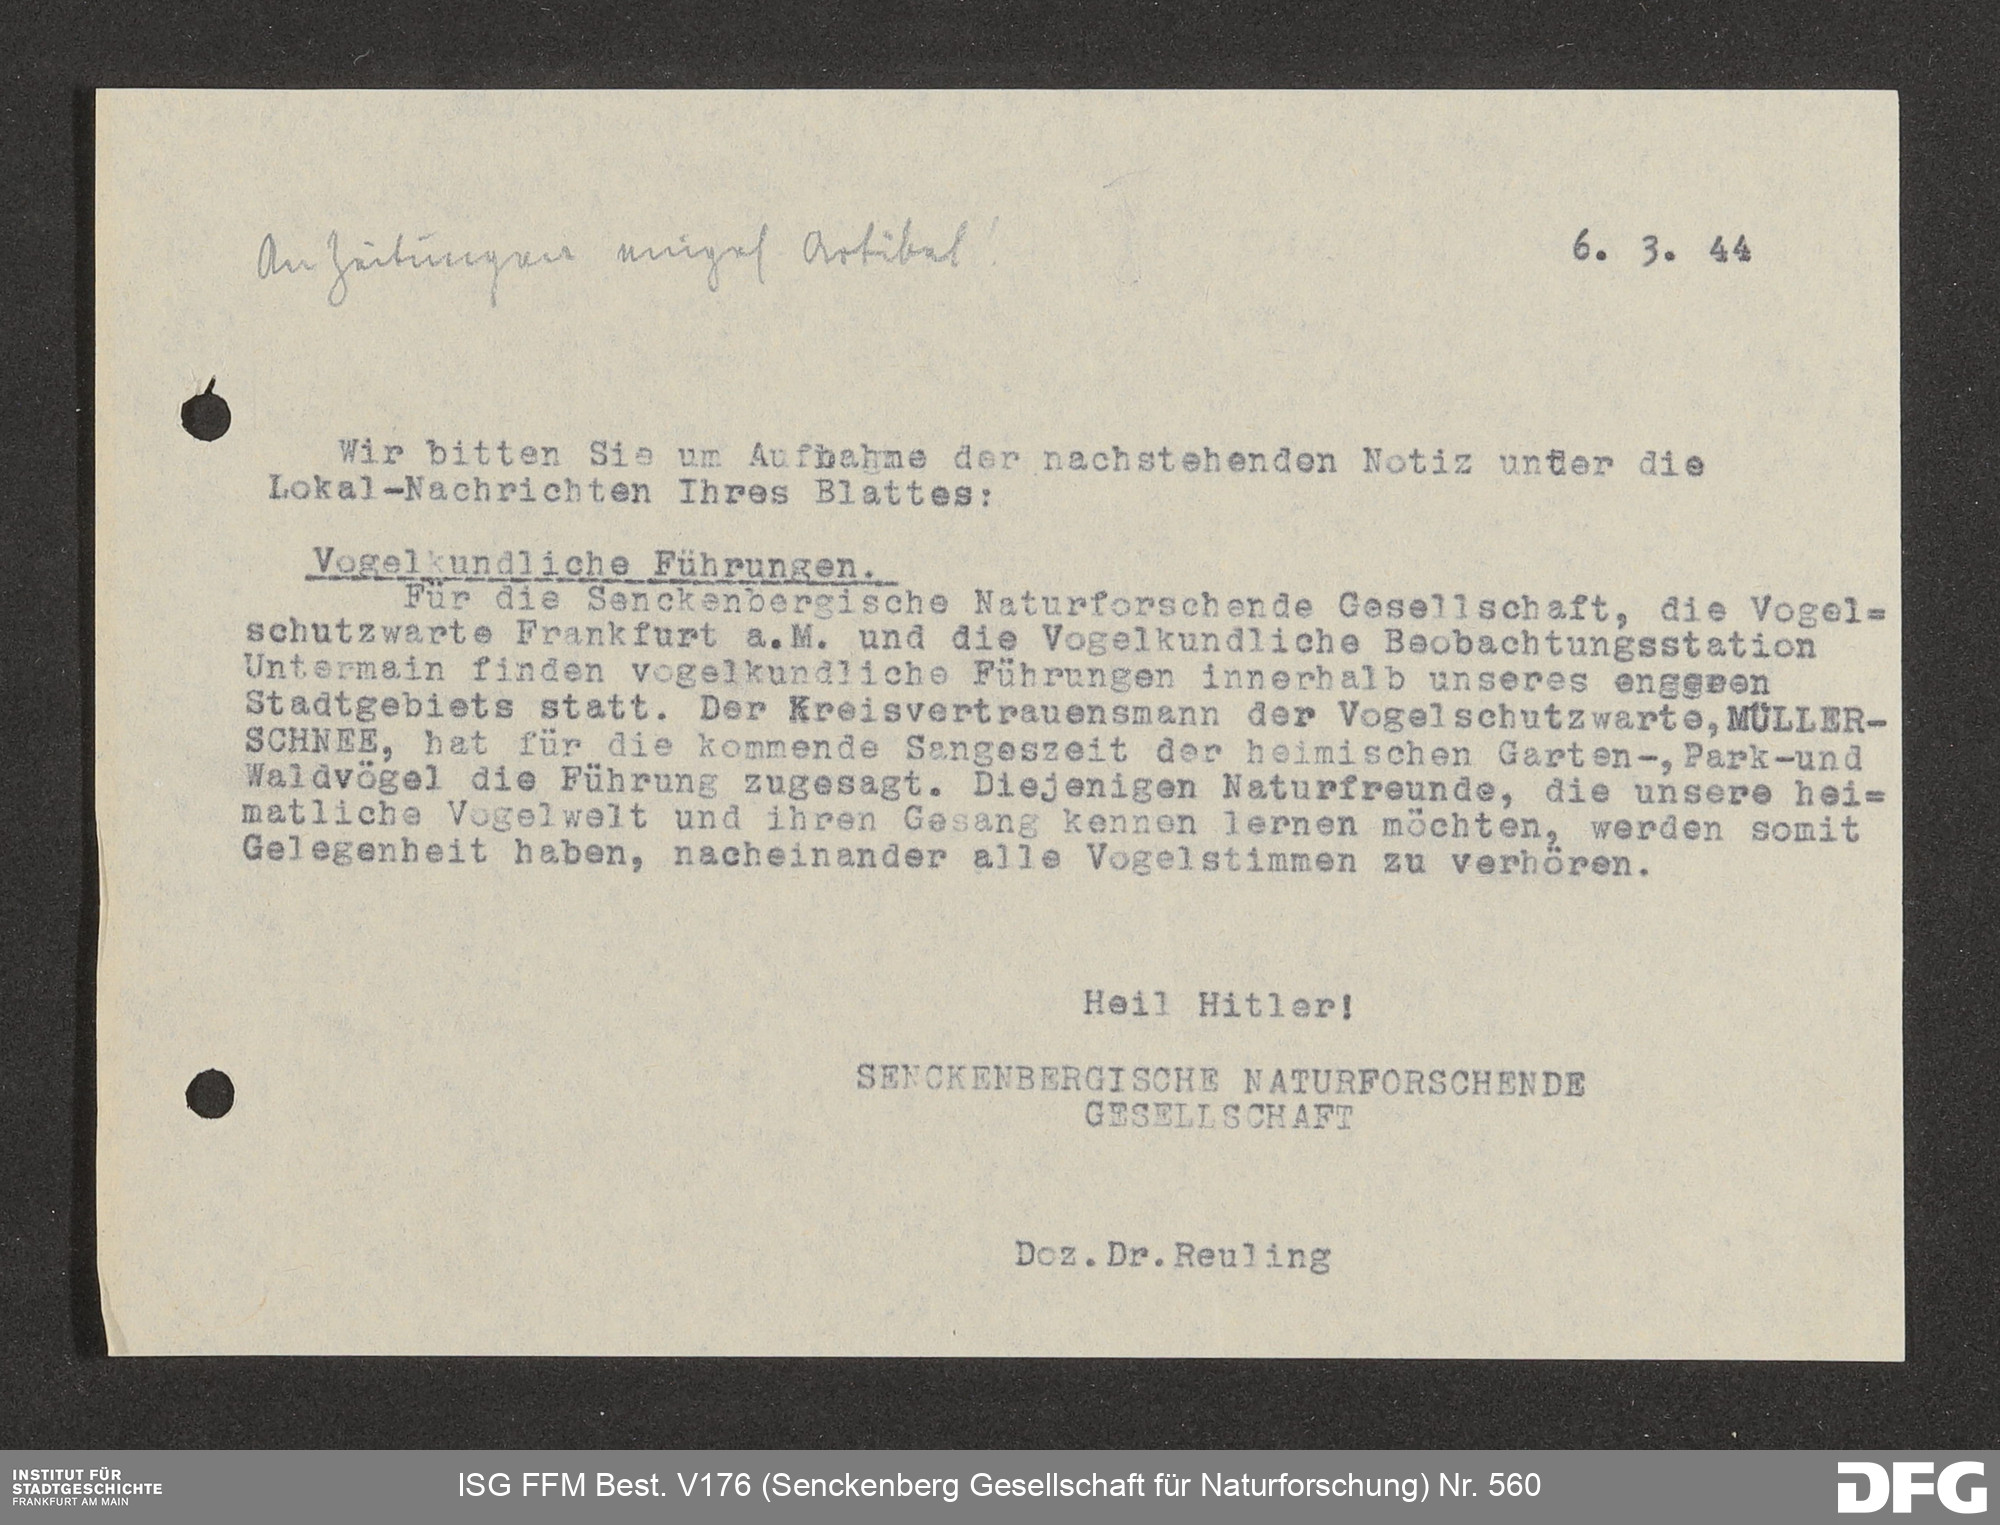 An Zeitungen Artikel!
6. 3. 44
Wir bitten Sie um Aufnahme der nachstehenden Notiz unter die
Lokal-Nachrichten Ihres Blattes:
Vogelkundliche Führungen.
Für die Senckenbergische Naturforschende Gesellschaft, die Vogel=
schutzwarte Frankfurt a.M. und die Vogelkundliche Beobachtungsstation
Untermain finden vogelkundliche Führungen innerhalb unseres engeren
Stadtgebiets statt. Der Kreisvertrauensmann der Vogelschutzwarte, MÜLLER-
SCHNEE, hat für die kommende Sangeszeit der heimischen Garten-, Park-und
Waldvögel die Führung zugesagt. Diejenigen Naturfreunde, die unsere hei=
matliche Vogelwelt und ihren Gesang kennen lernen möchten, werden somit
Gelegenheit haben, nacheinander alle Vogelstimmen zu verhören.
Heil Hitler!
SENCKENBERGISCHE NATURFORSCHENDE
GESELLSCHAFT
Doz. Dr. Reuling
INSTITUT FÜR
STADTGESCHICHTE
FRANKFURT AM MAIN
ISG FFM Best. V176 (Senckenberg Gesellschaft für Naturforschung) Nr. 560
DFG